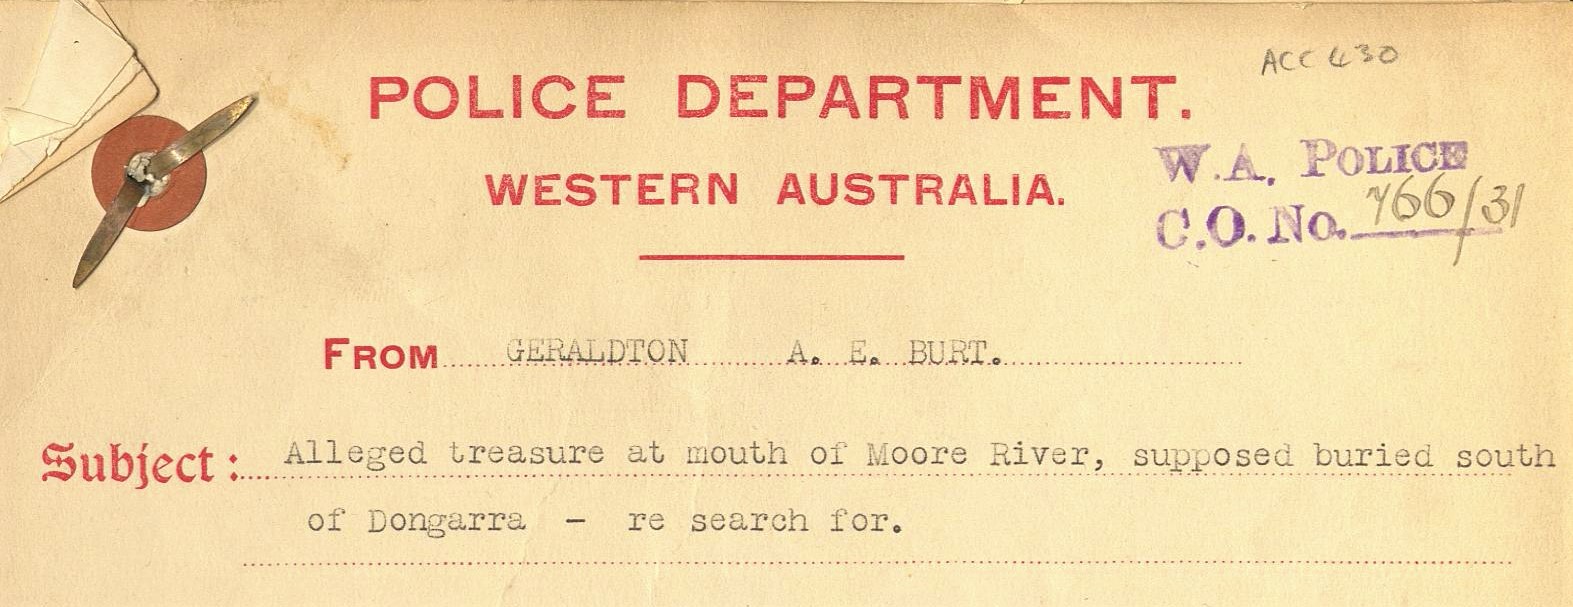 ACC 430
POLICE DEPARTMENT.
WESTERN AUSTRALIA.
W.A. POLICE
C.O. No. 766/31
FROM GERALDTON A. E. BURT.
Subject: Alleged treasure at mouth of Moore River, supposed buried south
of Dongarra - re search for.